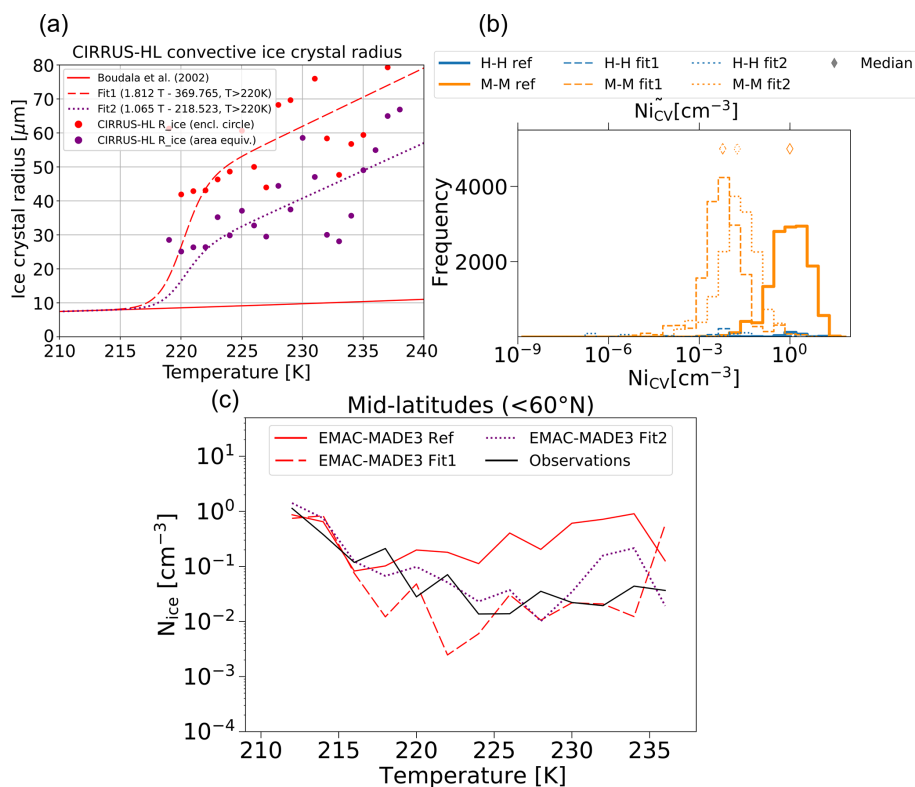 (a)
CIRRUS-HL convective ice crystal radius
Boudala et al. (2002)
Fit1 (1.812 T - 369.765, T>220K)
Fit2 (1.065 T - 218.523, T>220K)
CIRRUS-HL R_ice (encl. circle)
CIRRUS-HL R_ice (area equiv.)
80
70
60
50
40
30
20
10
0
Ice crystal radius [μm]
210 215 220 225 230 235 240
Temperature [K]
(b)
H-H ref H-H fit1 H-H fit2 Median
M-M ref M-M fit1 M-M fit2
Ñi_CV[cm⁻³]
4000
2000
Frequency
10⁻⁹ 10⁻⁶ 10⁻³ 10⁰
Ni_CV[cm⁻³]
(c)
Mid-latitudes (<60°N)
EMAC-MADE3 Ref EMAC-MADE3 Fit2
EMAC-MADE3 Fit1 Observations
10¹
10⁰
10⁻¹
10⁻²
10⁻³
10⁻⁴
N_ice [cm⁻³]
210 215 220 225 230 235
Temperature [K]